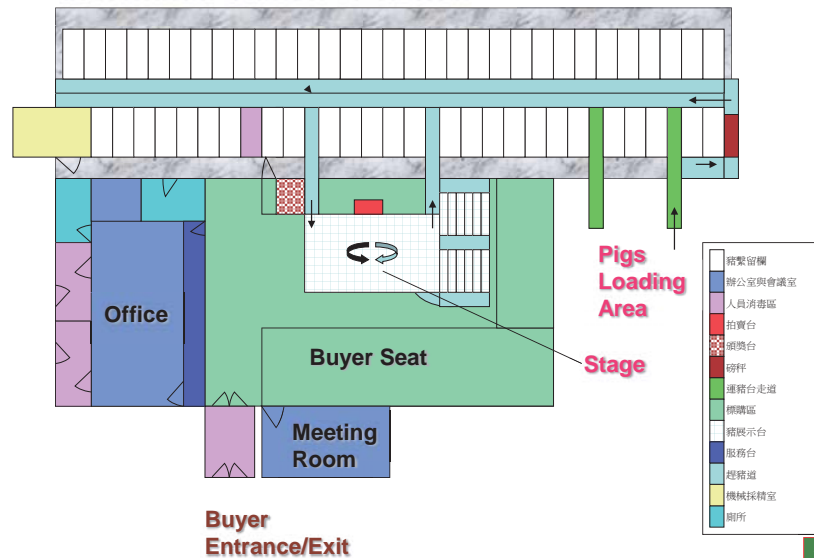 Office
Buyer Seat
Meeting
Room
Buyer
Entrance/Exit
Pigs
Loading
Area
Stage
豬繫留欄
辦公室與會議室
人員消毒區
拍賣台
頒獎台
磅秤
運豬台走道
標購區
豬展示台
服務台
趕豬道
機械採精室
廁所